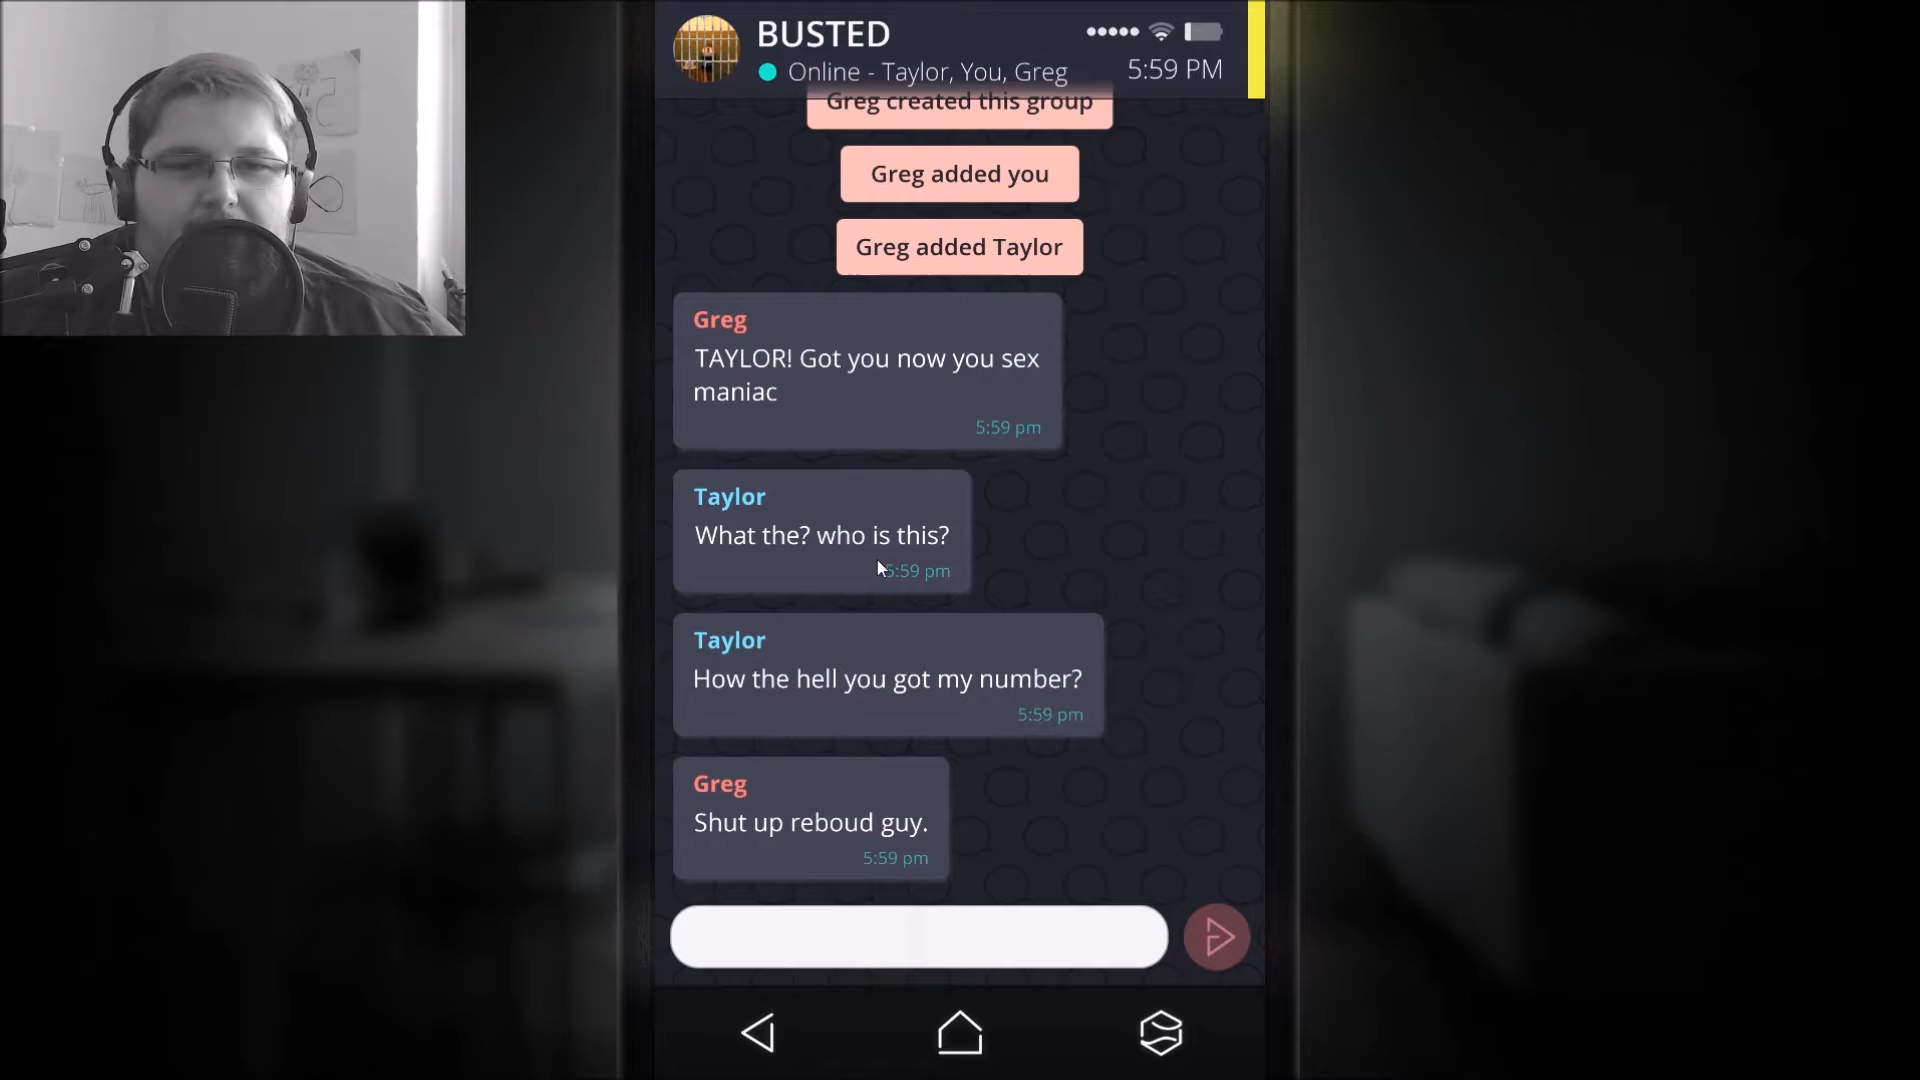 BUSTED
Online - Taylor, You, Greg
5:59 PM
Greg created this group
Greg added you
Greg added Taylor
Greg
TAYLOR! Got you now you sex
maniac
5:59 pm
Taylor
What the? who is this?
5:59 pm
Taylor
How the hell you got my number?
5:59 pm
Greg
Shut up reboud guy.
5:59 pm